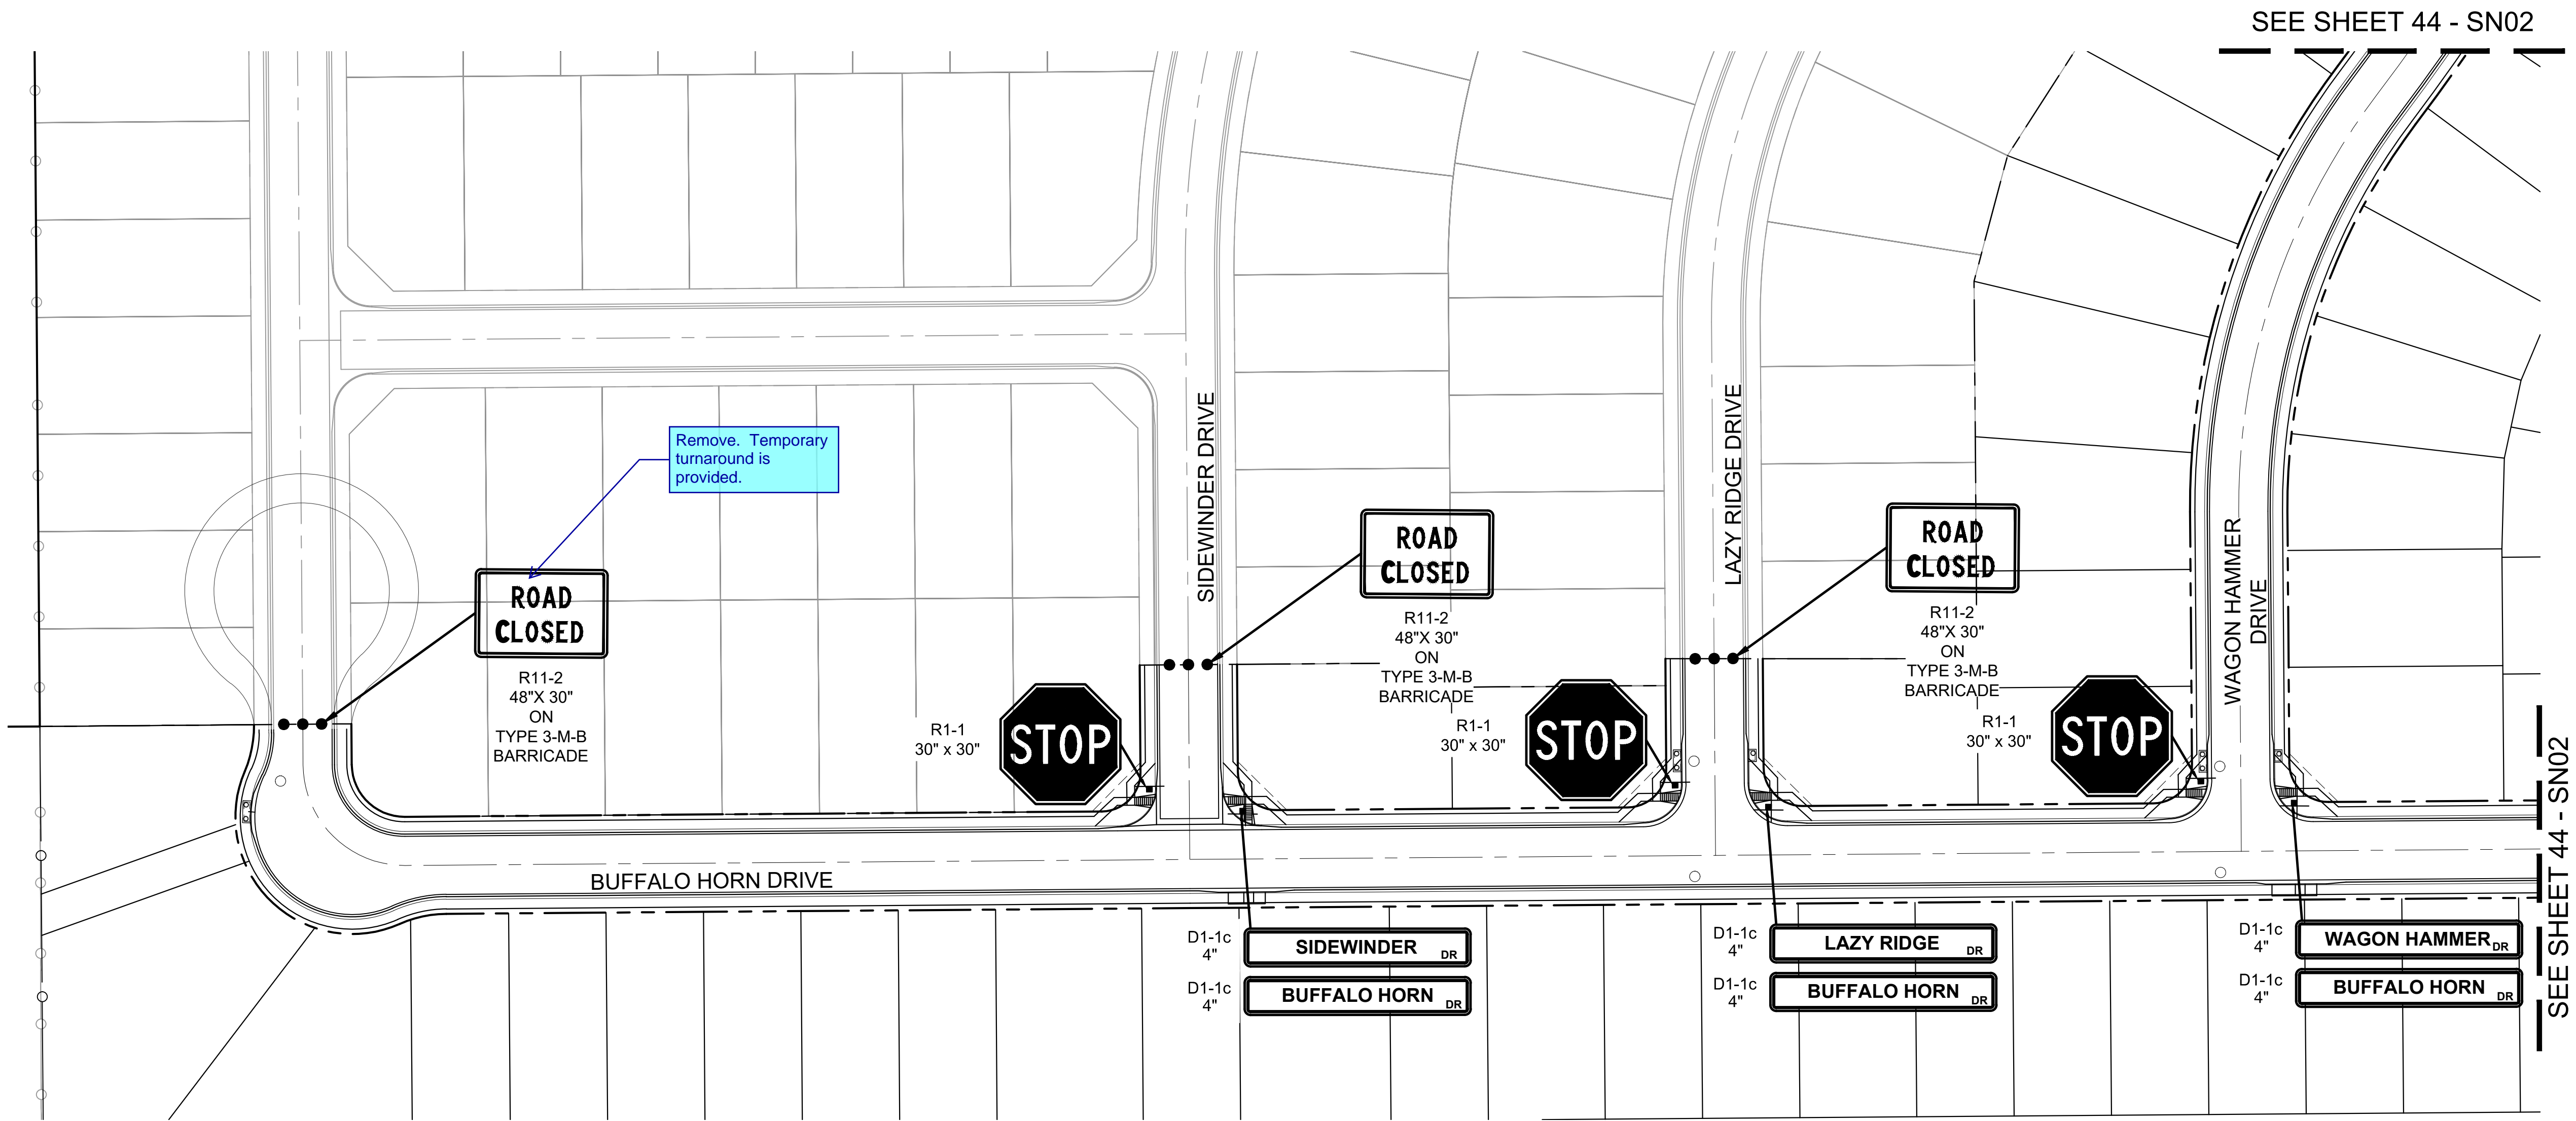 SEE SHEET 44 - SN02
Remove.  Temporary
turnaround is
provided.
SIDEWINDER DRIVE
LAZY RIDGE DRIVE
WAGON HAMMER
DRIVE
ROAD
CLOSED
R11-2
48"X 30"
ON
TYPE 3-M-B
BARRICADE
ROAD
CLOSED
R11-2
48"X 30"
ON
TYPE 3-M-B
BARRICADE
ROAD
CLOSED
R11-2
48"X 30"
ON
TYPE 3-M-B
BARRICADE
R1-1
30" x 30"
STOP
R1-1
30" x 30"
STOP
R1-1
30" x 30"
STOP
BUFFALO HORN DRIVE
SEE SHEET 44 - SN02
D1-1c
4"
SIDEWINDER DR
D1-1c
4"
BUFFALO HORN DR
D1-1c
4"
LAZY RIDGE DR
D1-1c
4"
BUFFALO HORN DR
D1-1c
4"
WAGON HAMMER DR
D1-1c
4"
BUFFALO HORN DR